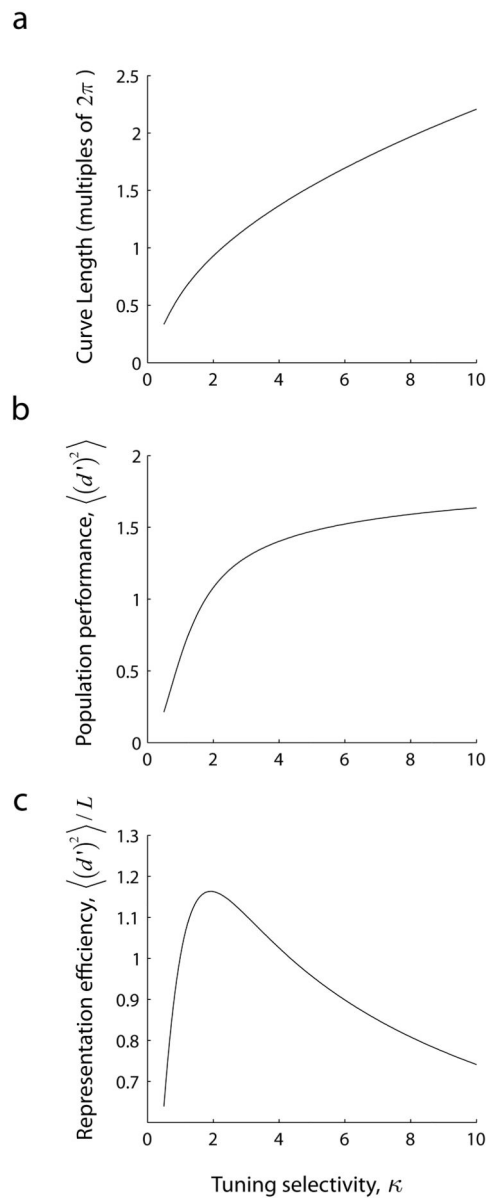 a
Curve Length (multiples of 2π)
2.5
2
1.5
1
0.5
0
0 2 4 6 8 10
b
Population performance, ⟨(d')²⟩
2
1.5
1
0.5
0
0 2 4 6 8 10
c
Representation efficiency, ⟨(d')²⟩/L
1.3
1.2
1.1
1
0.9
0.8
0.7
0 2 4 6 8 10
Tuning selectivity, κ